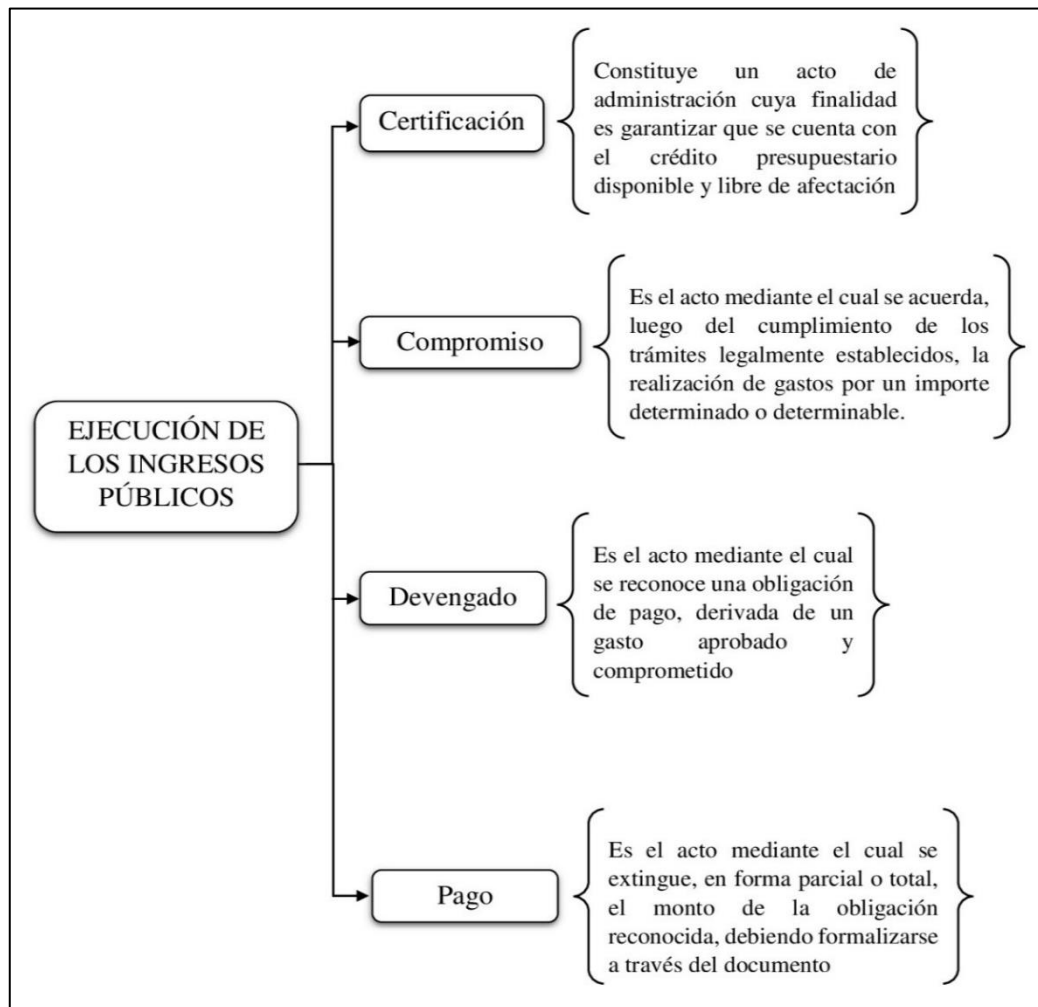 Certificación
Constituye un acto de
administración cuya finalidad
es garantizar que se cuenta con
el crédito presupuestario
disponible y libre de afectación
Compromiso
Es el acto mediante el cual se acuerda,
luego del cumplimiento de los
trámites legalmente establecidos, la
realización de gastos por un importe
determinado o determinable.
EJECUCIÓN DE
LOS INGRESOS
PÚBLICOS
Devengado
Es el acto mediante el cual
se reconoce una obligación
de pago, derivada de un
gasto aprobado y
comprometido
Pago
Es el acto mediante el cual se
extingue, en forma parcial o total,
el monto de la obligación
reconocida, debiendo formalizarse
a través del documento